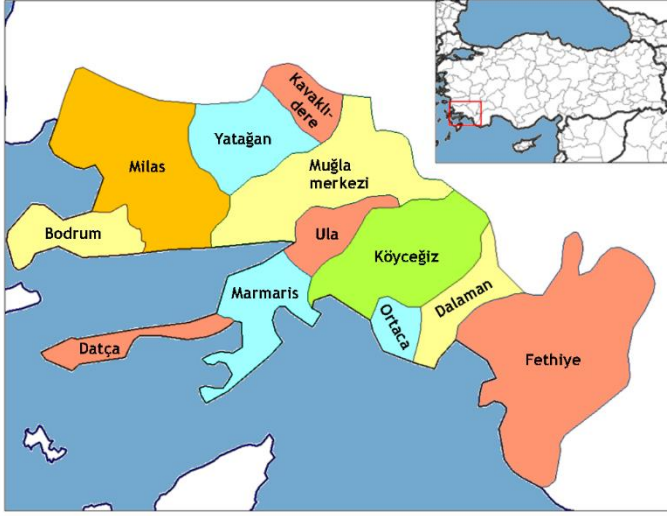 Kavaklı-
dere
Yatağan
Milas
Muğla
merkezi
Bodrum
Ula
Köyceğiz
Marmaris
Dalaman
Ortaca
Datça
Fethiye